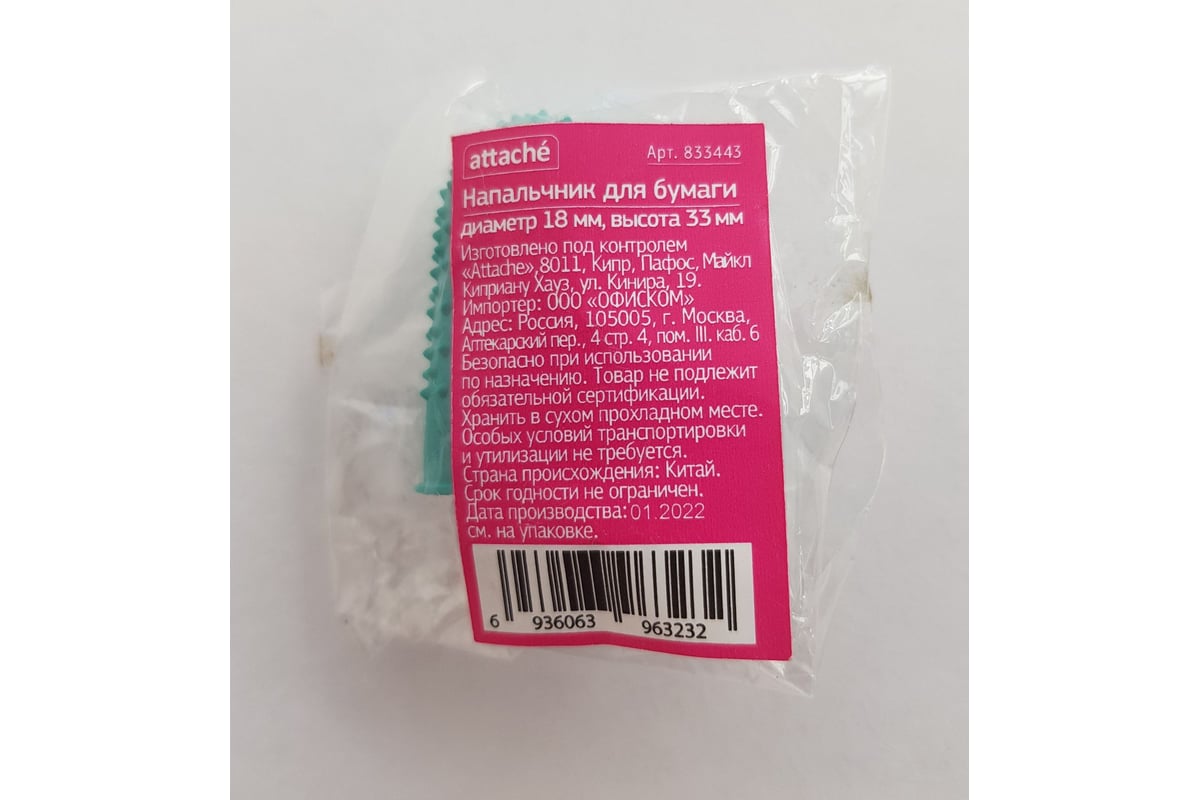 attaché
Арт. 833443
Напальчник для бумаги
диаметр 18 мм, высота 33 мм
Изготовлено под контролем
«Attache», 8011, Кипр, Пафос, Майкл
Киприану Хауз, ул. Кинира, 19.
Импортер: ООО «ОФИСКОМ»
Адрес: Россия, 105005, г. Москва,
Аптекарский пер., 4 стр. 4, пом. III. каб. 6
Безопасно при использовании
по назначению. Товар не подлежит
обязательной сертификации.
Хранить в сухом прохладном месте.
Особых условий транспортировки
и утилизации не требуется.
Страна происхождения: Китай.
Срок годности не ограничен.
Дата производства: 01.2022
см. на упаковке.
6 936063 963232